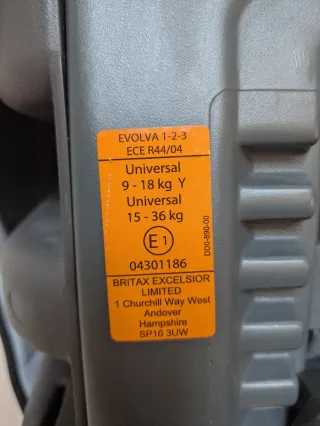 EVOLVA 1-2-3
ECE R44/04
Universal
9 - 18 kg Y
Universal
15 - 36 kg
E1
04301186
BRITAX EXCELSIOR
LIMITED
1 Churchill Way West
Andover
Hampshire
SP10 3UW
DD0-890-00